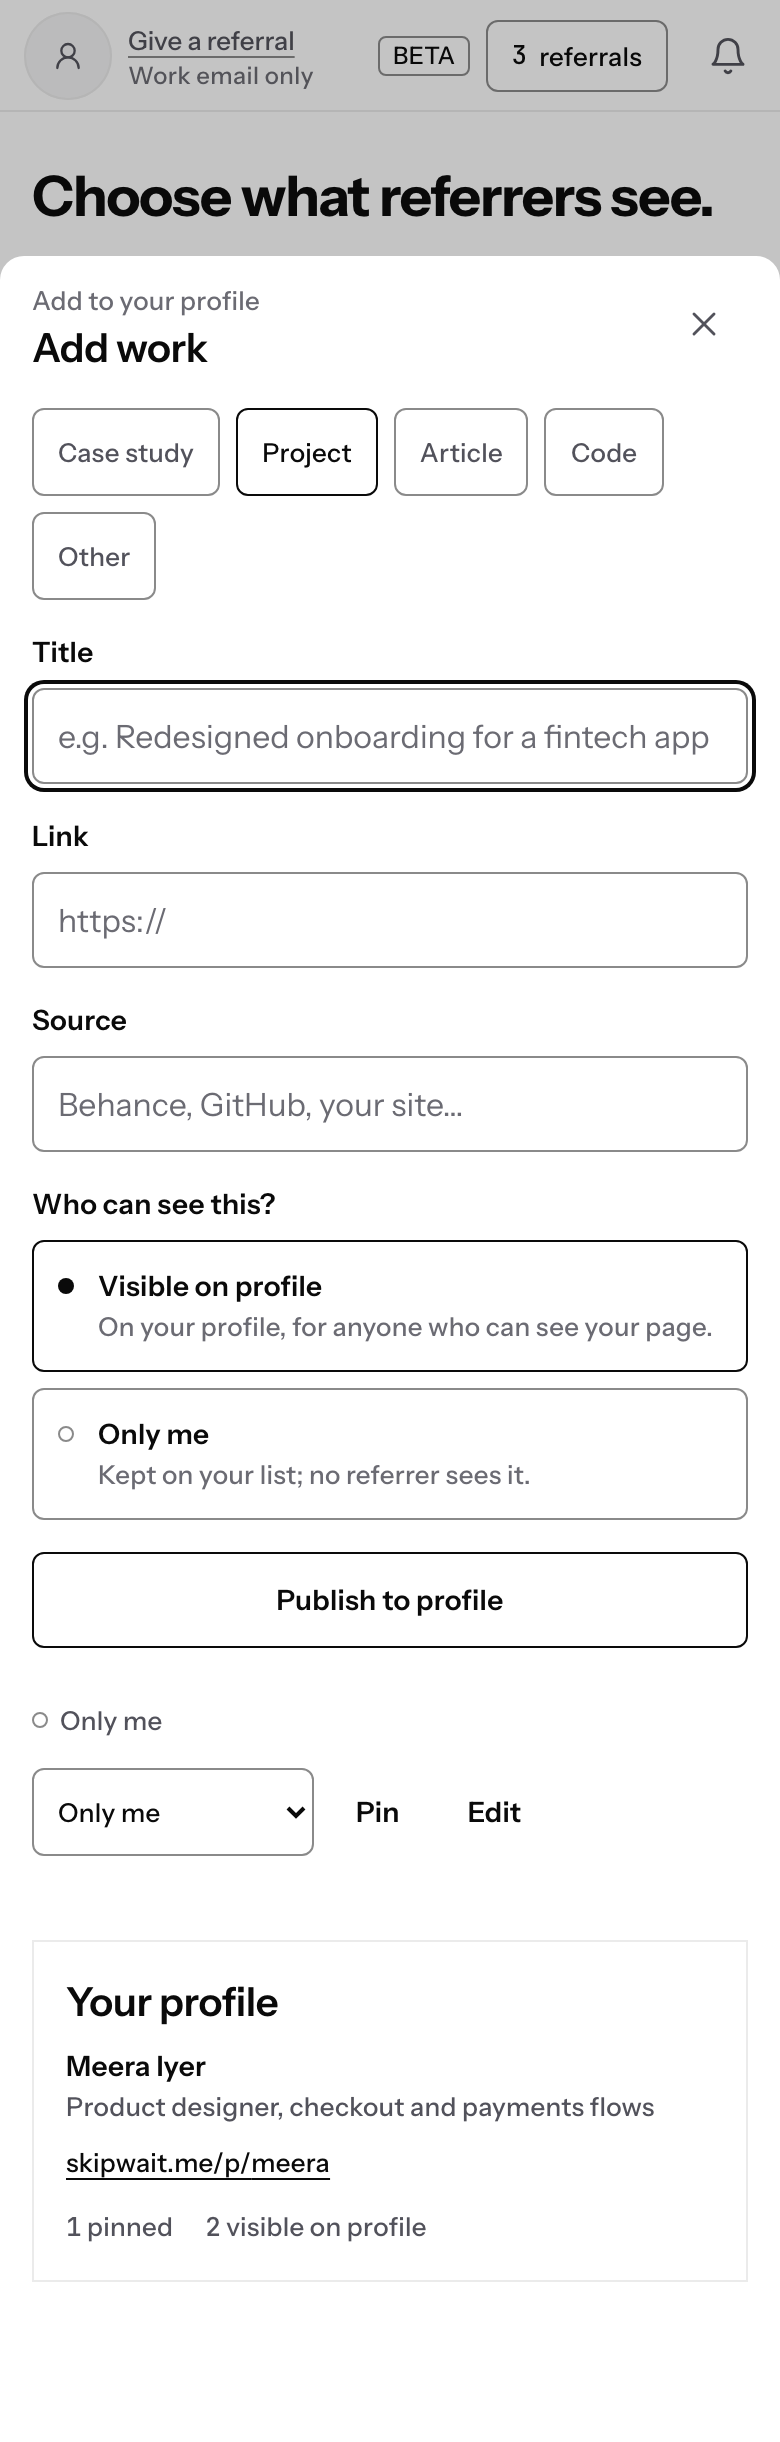 Give a referral
Work email only
BETA
3 referrals
Choose what referrers see.
Add to your profile
Add work
Case study
Project
Article
Code
Other
Title
e.g. Redesigned onboarding for a fintech app
Link
https://
Source
Behance, GitHub, your site...
Who can see this?
Visible on profile
On your profile, for anyone who can see your page.
Only me
Kept on your list; no referrer sees it.
Publish to profile
Only me
Only me
Pin
Edit
Your profile
Meera Iyer
Product designer, checkout and payments flows
skipwait.me/p/meera
1 pinned 2 visible on profile